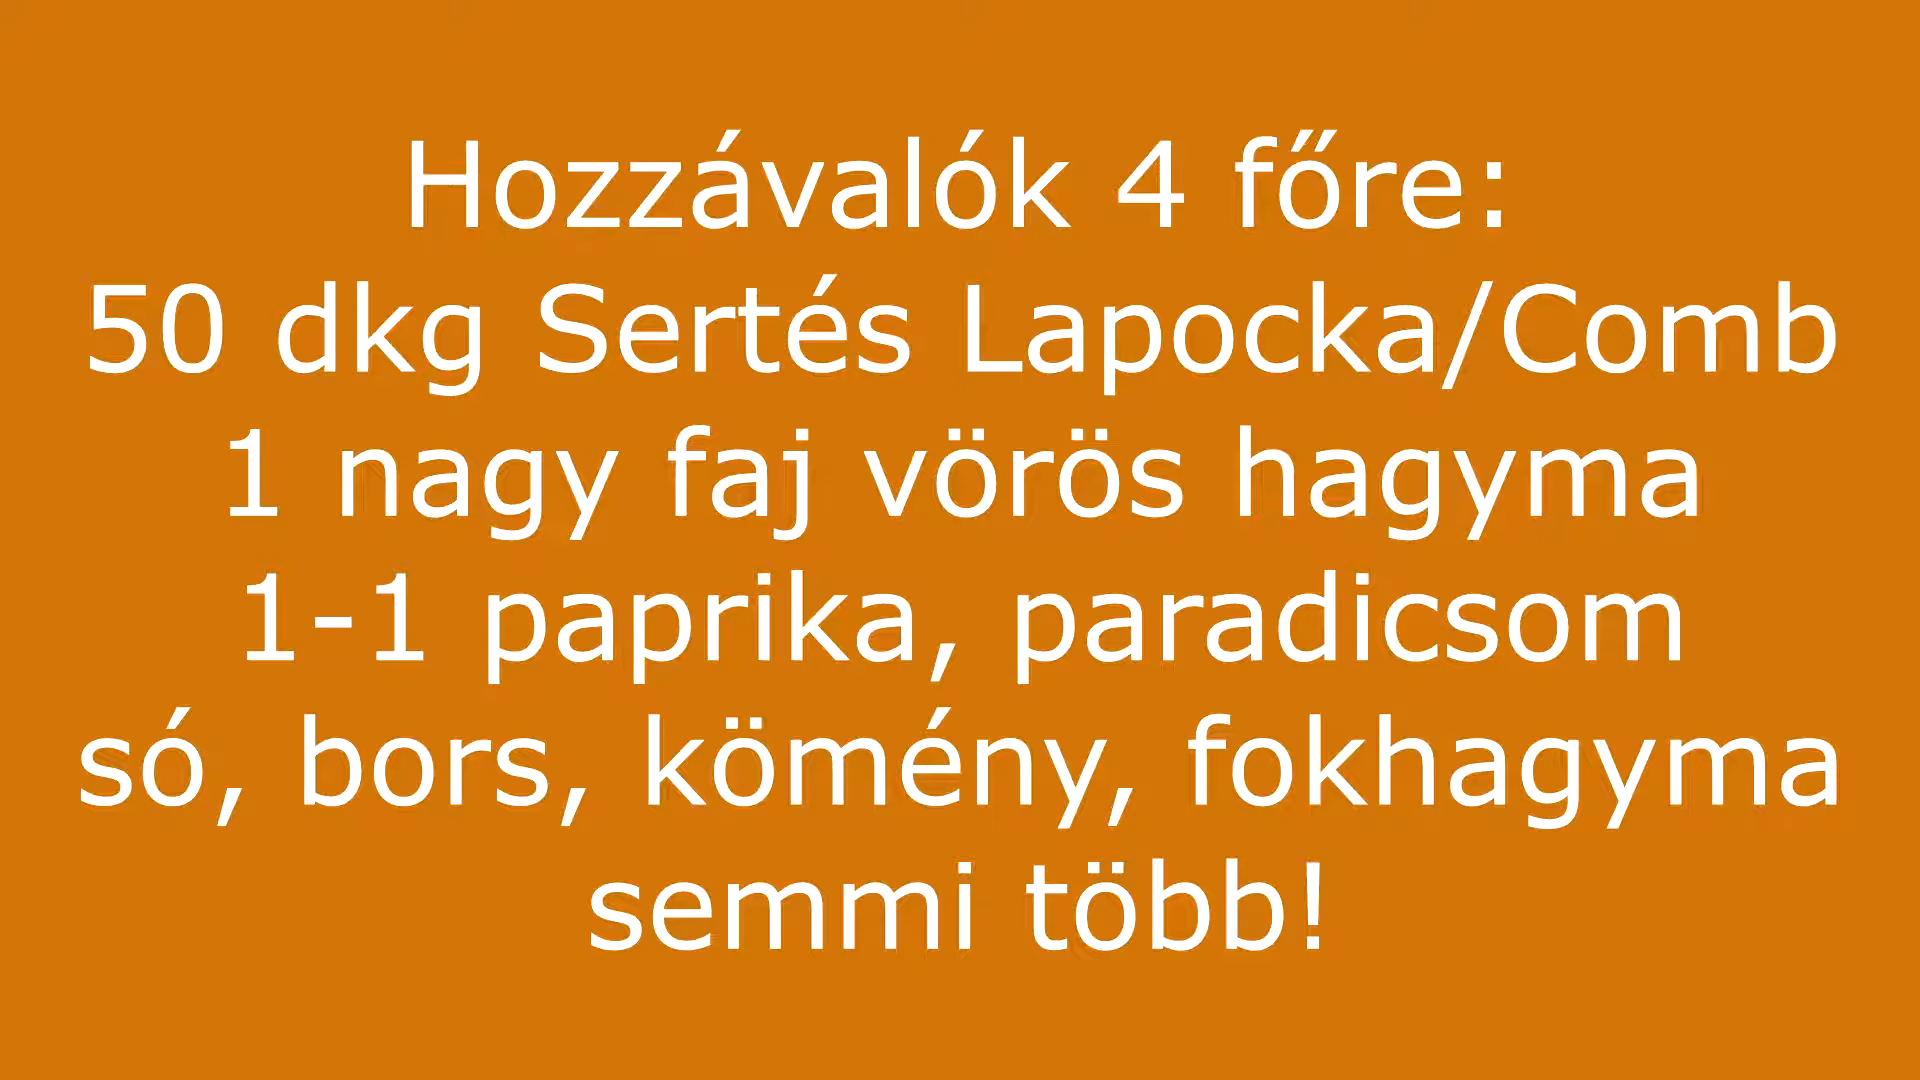 Hozzávalók 4 főre:
50 dkg Sertés Lapocka/Comb
1 nagy faj vörös hagyma
1-1 paprika, paradicsom
só, bors, kömény, fokhagyma
semmi több!